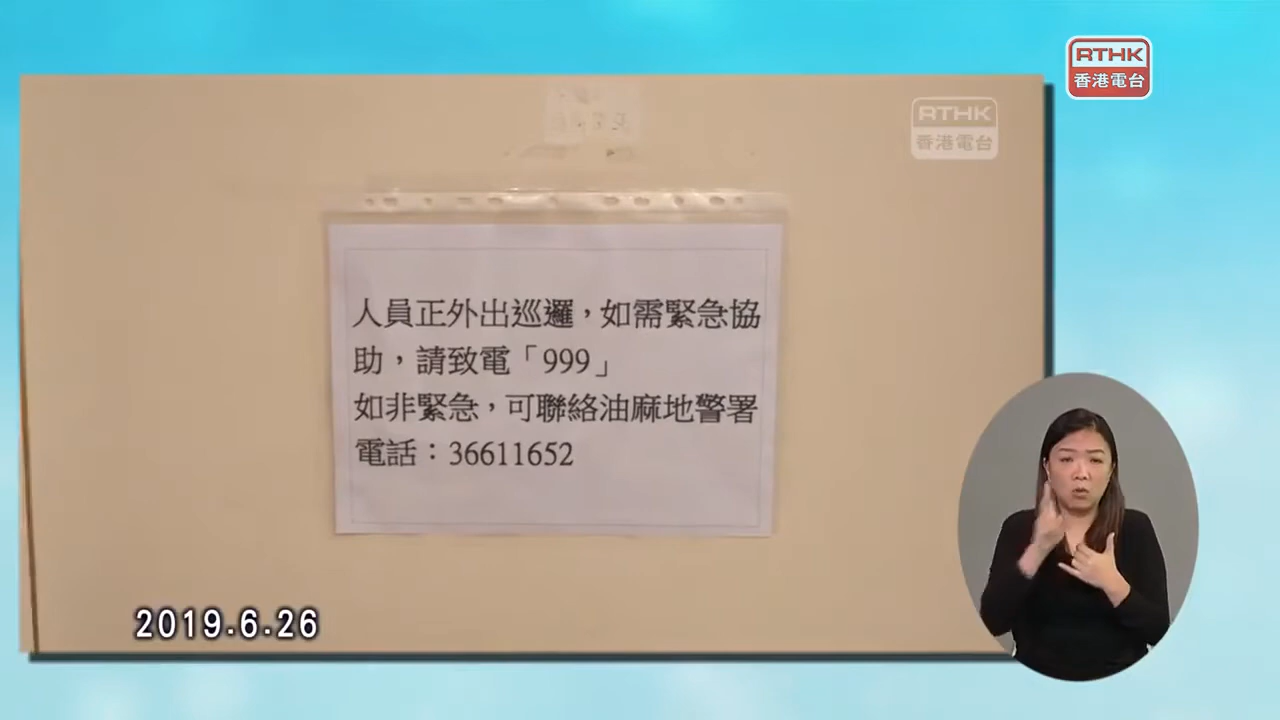 RTHK
香港電台
RTHK
香港電台
人員正外出巡邏，如需緊急協
助，請致電「999」
如非緊急，可聯絡油麻地警署
電話：36611652
2019.6.26